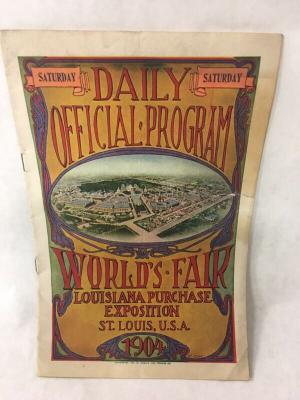 SATURDAY DAILY SATURDAY
OFFICIAL·PROGRAM
WORLD'S·FAIR
LOUISIANA PURCHASE
EXPOSITION
ST. LOUIS, U.S.A.
1904